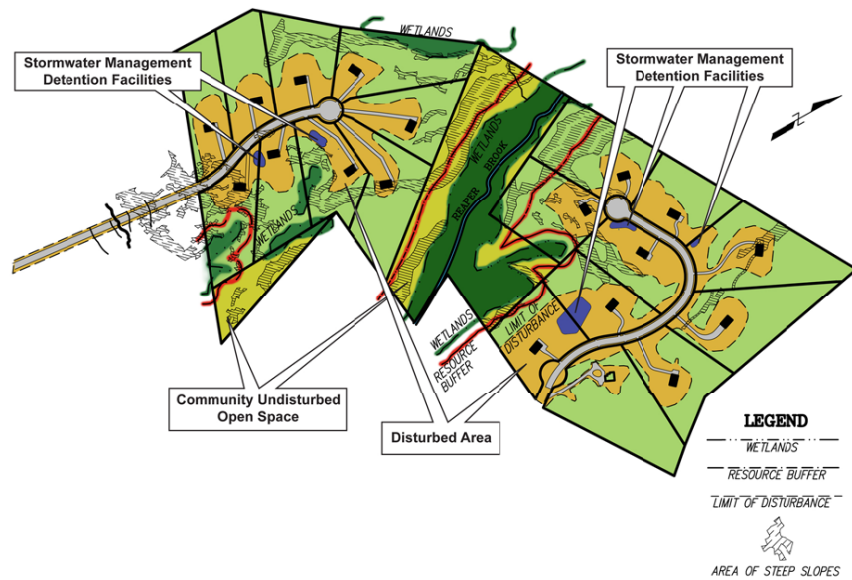 WETLANDS
Stormwater Management
Detention Facilities
Stormwater Management
Detention Facilities
N
WETLANDS
REAPER BROOK
WETLANDS
LIMIT OF
DISTURBANCE
WETLANDS
RESOURCE
BUFFER
Community Undisturbed
Open Space
Disturbed Area
LEGEND
WETLANDS
RESOURCE BUFFER
LIMIT OF DISTURBANCE
AREA OF STEEP SLOPES